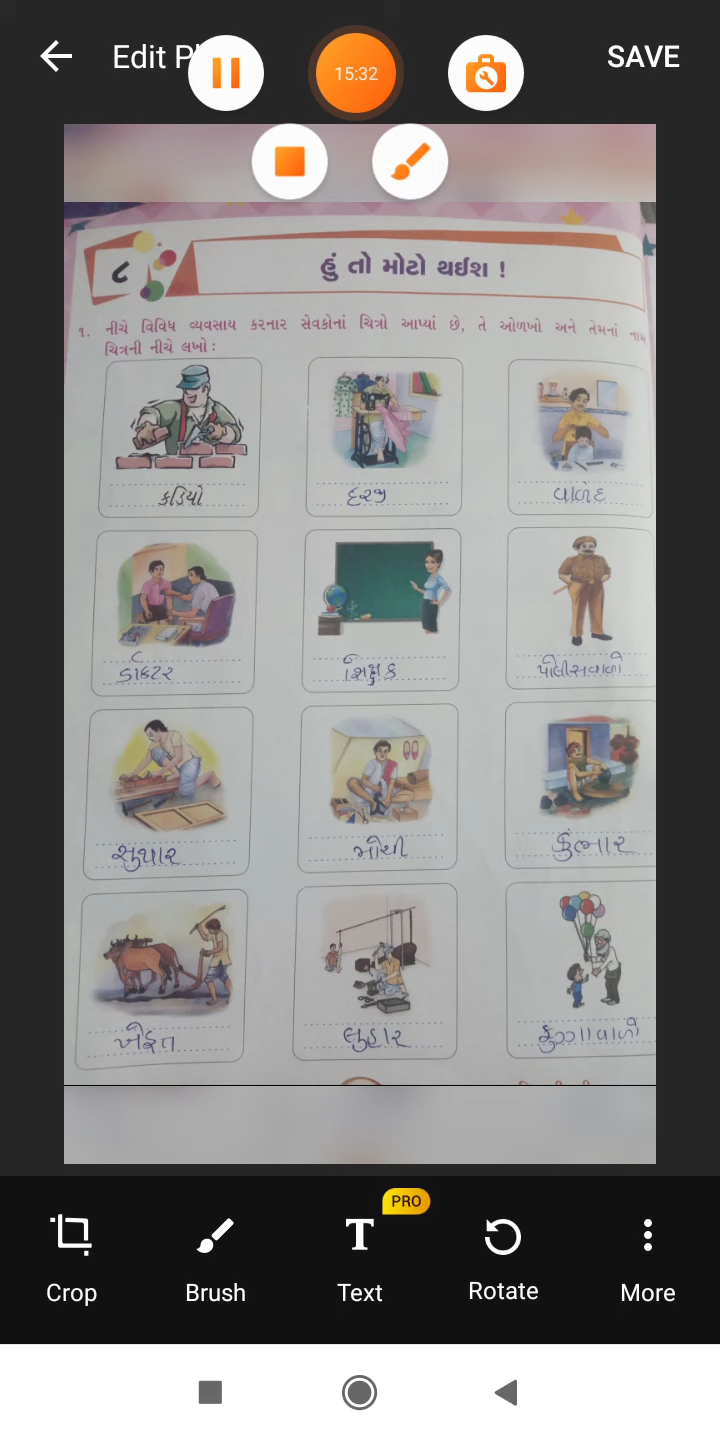 Edit P
15:32
SAVE
૮
હું તો મોટો થઈશ !
૧. નીચે વિવિધ વ્યવસાય કરનાર સેવકોનાં ચિત્રો આપ્યાં છે, તે ઓળખો અને તેમનાં નામ
ચિત્રની નીચે લખો :
કડિયો
દરજી
વાળંદ
ડૉકટર
શિક્ષક
પોલીસવાળો
સુથાર
મોચી
કુંભાર
ખેડૂત
લુહાર
ફુગ્ગાવાળો
PRO
Crop
Brush
Text
Rotate
More